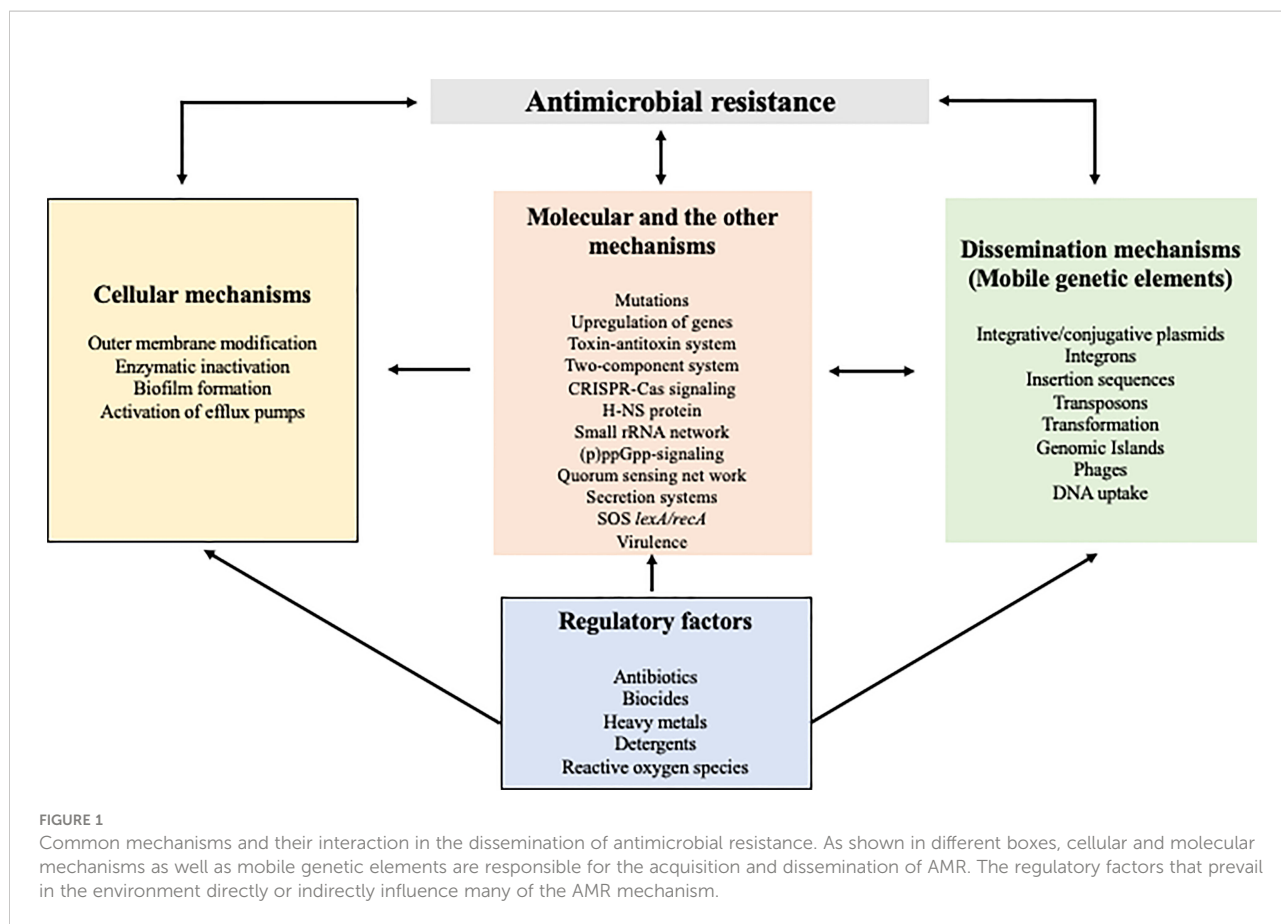 Antimicrobial resistance
Cellular mechanisms
Outer membrane modification
Enzymatic inactivation
Biofilm formation
Activation of efflux pumps
Molecular and the other
mechanisms
Mutations
Upregulation of genes
Toxin-antitoxin system
Two-component system
CRISPR-Cas signaling
H-NS protein
Small rRNA network
(p)ppGpp-signaling
Quorum sensing net work
Secretion systems
SOS lexA/recA
Virulence
Dissemination mechanisms
(Mobile genetic elements)
Integrative/conjugative plasmids
Integrons
Insertion sequences
Transposons
Transformation
Genomic Islands
Phages
DNA uptake
Regulatory factors
Antibiotics
Biocides
Heavy metals
Detergents
Reactive oxygen species
FIGURE 1
Common mechanisms and their interaction in the dissemination of antimicrobial resistance. As shown in different boxes, cellular and molecular
mechanisms as well as mobile genetic elements are responsible for the acquisition and dissemination of AMR. The regulatory factors that prevail
in the environment directly or indirectly influence many of the AMR mechanism.